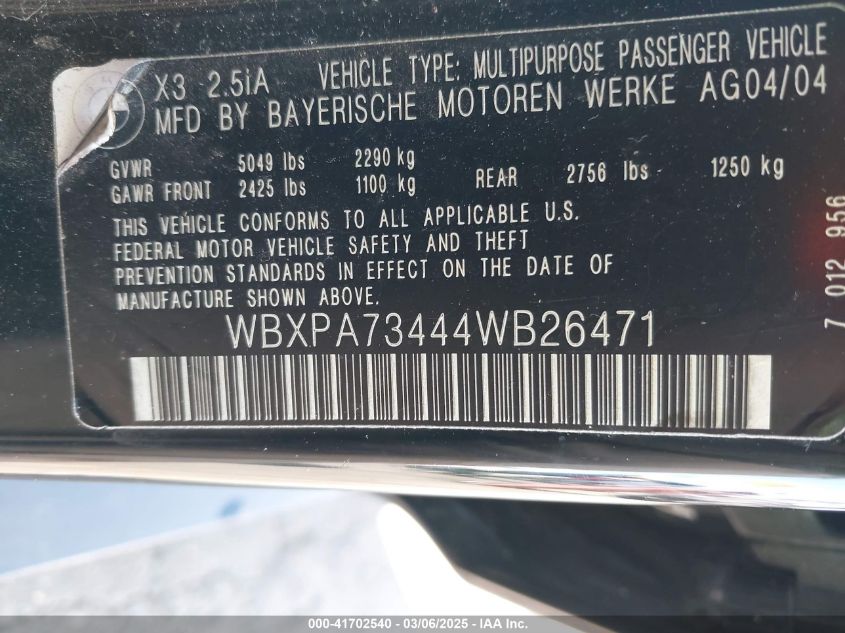 X3 2.5iA VEHICLE TYPE: MULTIPURPOSE PASSENGER VEHICLE
MFD BY BAYERISCHE MOTOREN WERKE AG04/04
GVWR 5049 lbs 2290 kg
GAWR FRONT 2425 lbs 1100 kg REAR 2756 lbs 1250 kg
THIS VEHICLE CONFORMS TO ALL APPLICABLE U.S.
FEDERAL MOTOR VEHICLE SAFETY AND THEFT
PREVENTION STANDARDS IN EFFECT ON THE DATE OF
MANUFACTURE SHOWN ABOVE.
WBXPA73444WB26471
7 012 956
000-41702540 - 03/06/2025 - IAA, Inc.